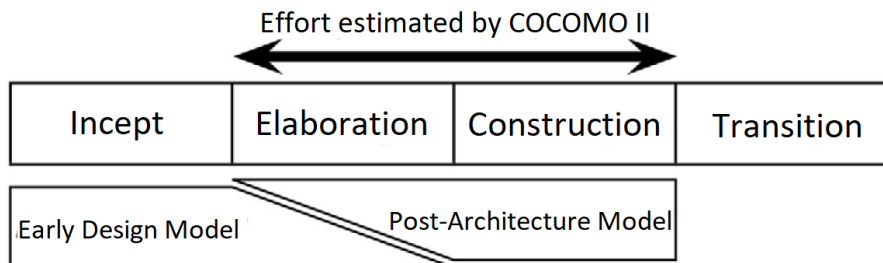 Effort estimated by COCOMO II
Incept
Elaboration
Construction
Transition
Early Design Model
Post-Architecture Model